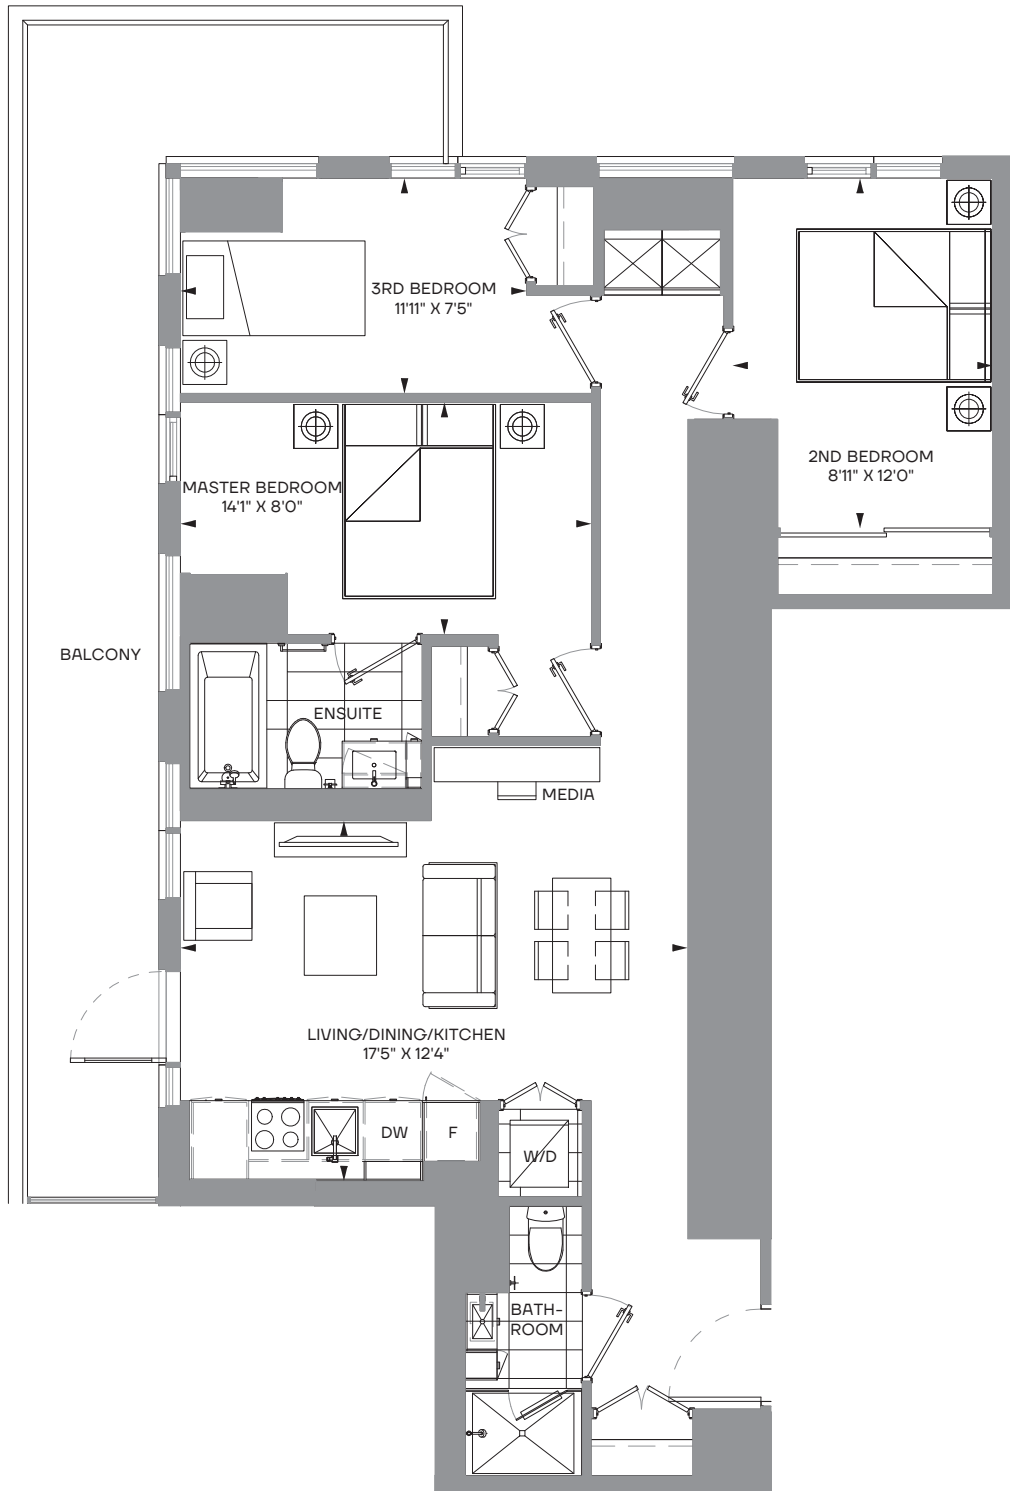 3RD BEDROOM
11'11" X 7'5"
2ND BEDROOM
8'11" X 12'0"
MASTER BEDROOM
14'1" X 8'0"
BALCONY
ENSUITE
MEDIA
LIVING/DINING/KITCHEN
17'5" X 12'4"
DW
F
W/D
BATH-
ROOM